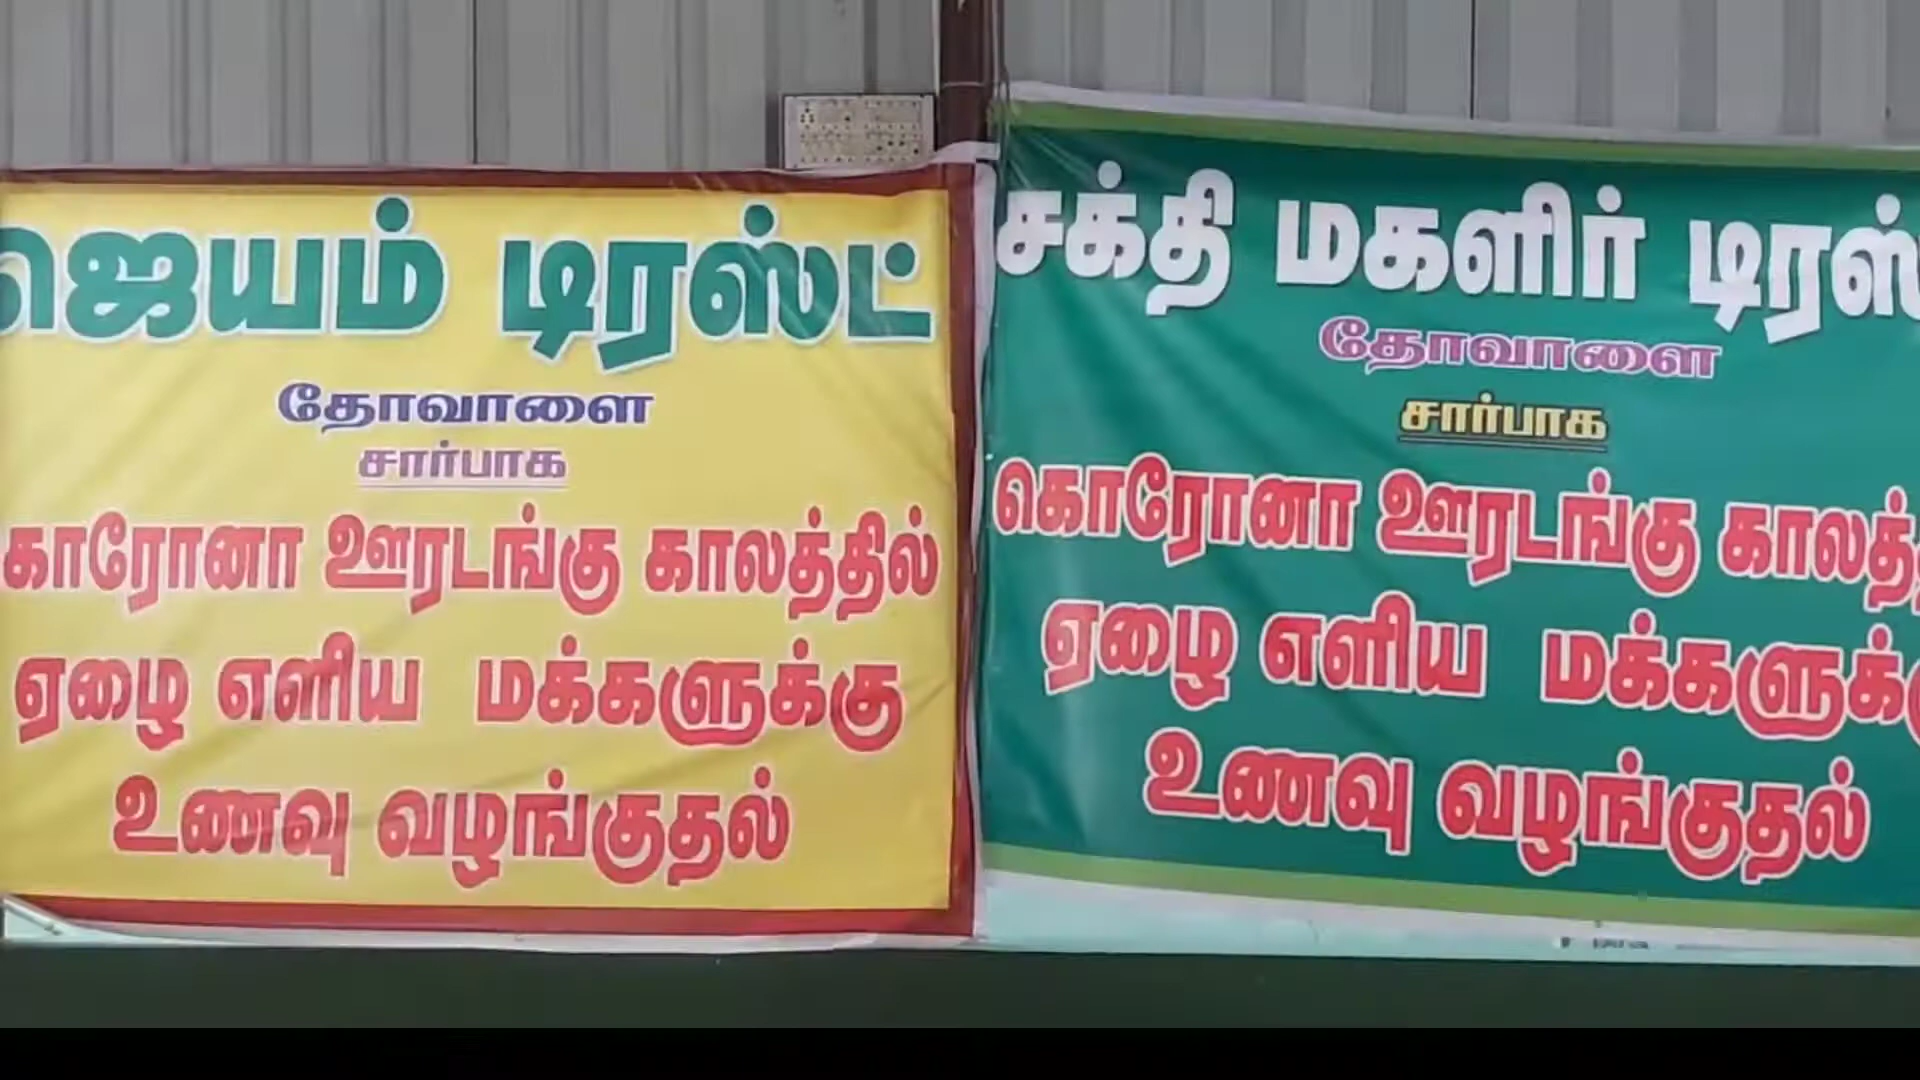 ஜெயம் டிரஸ்ட்
தோவாளை
சார்பாக
காரோனா ஊரடங்கு காலத்தில்
ஏழை எளிய மக்களுக்கு
உணவு வழங்குதல்
சக்தி மகளிர் டிரஸ்
தோவாளை
சார்பாக
கொரோனா ஊரடங்கு காலத்
ஏழை எளிய மக்களுக்கு
உணவு வழங்குதல்